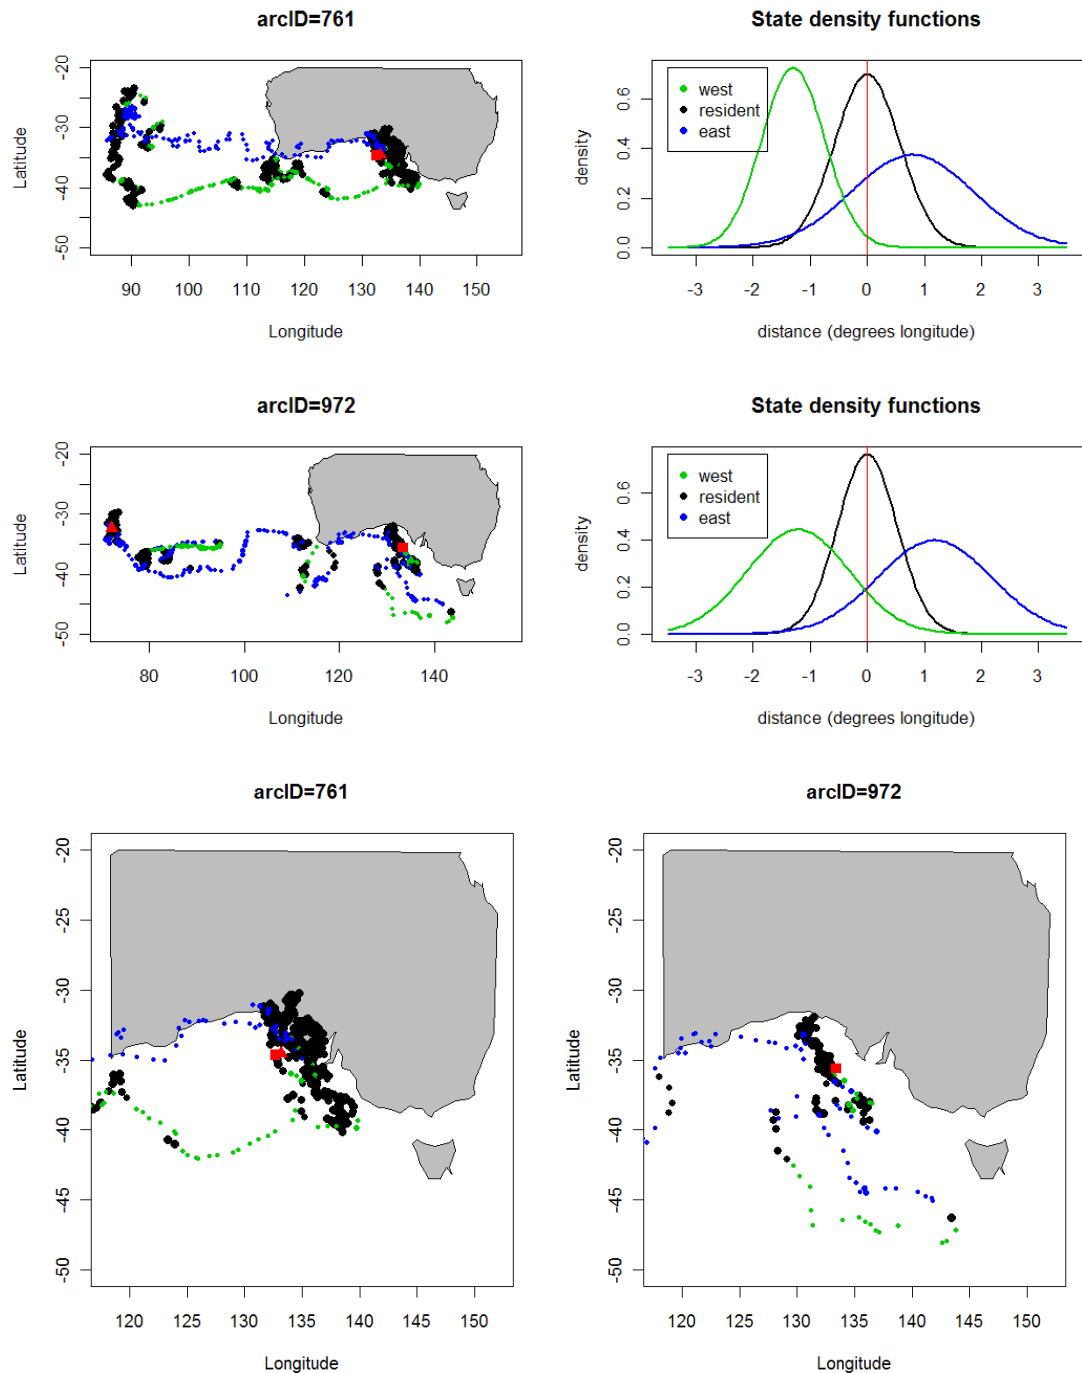 arcID=761
Latitude
-20
-30
-40
-50
90 100 110 120 130 140 150
Longitude
State density functions
density
0.6
0.4
0.2
0.0
west
resident
east
-3 -2 -1 0 1 2 3
distance (degrees longitude)
arcID=972
Latitude
-20
-30
-40
-50
80 100 120 140
Longitude
State density functions
density
0.6
0.4
0.2
0.0
west
resident
east
-3 -2 -1 0 1 2 3
distance (degrees longitude)
arcID=761
Latitude
-20
-25
-30
-35
-40
-45
-50
120 125 130 135 140 145 150
Longitude
arcID=972
Latitude
-20
-25
-30
-35
-40
-45
-50
120 125 130 135 140 145 150
Longitude